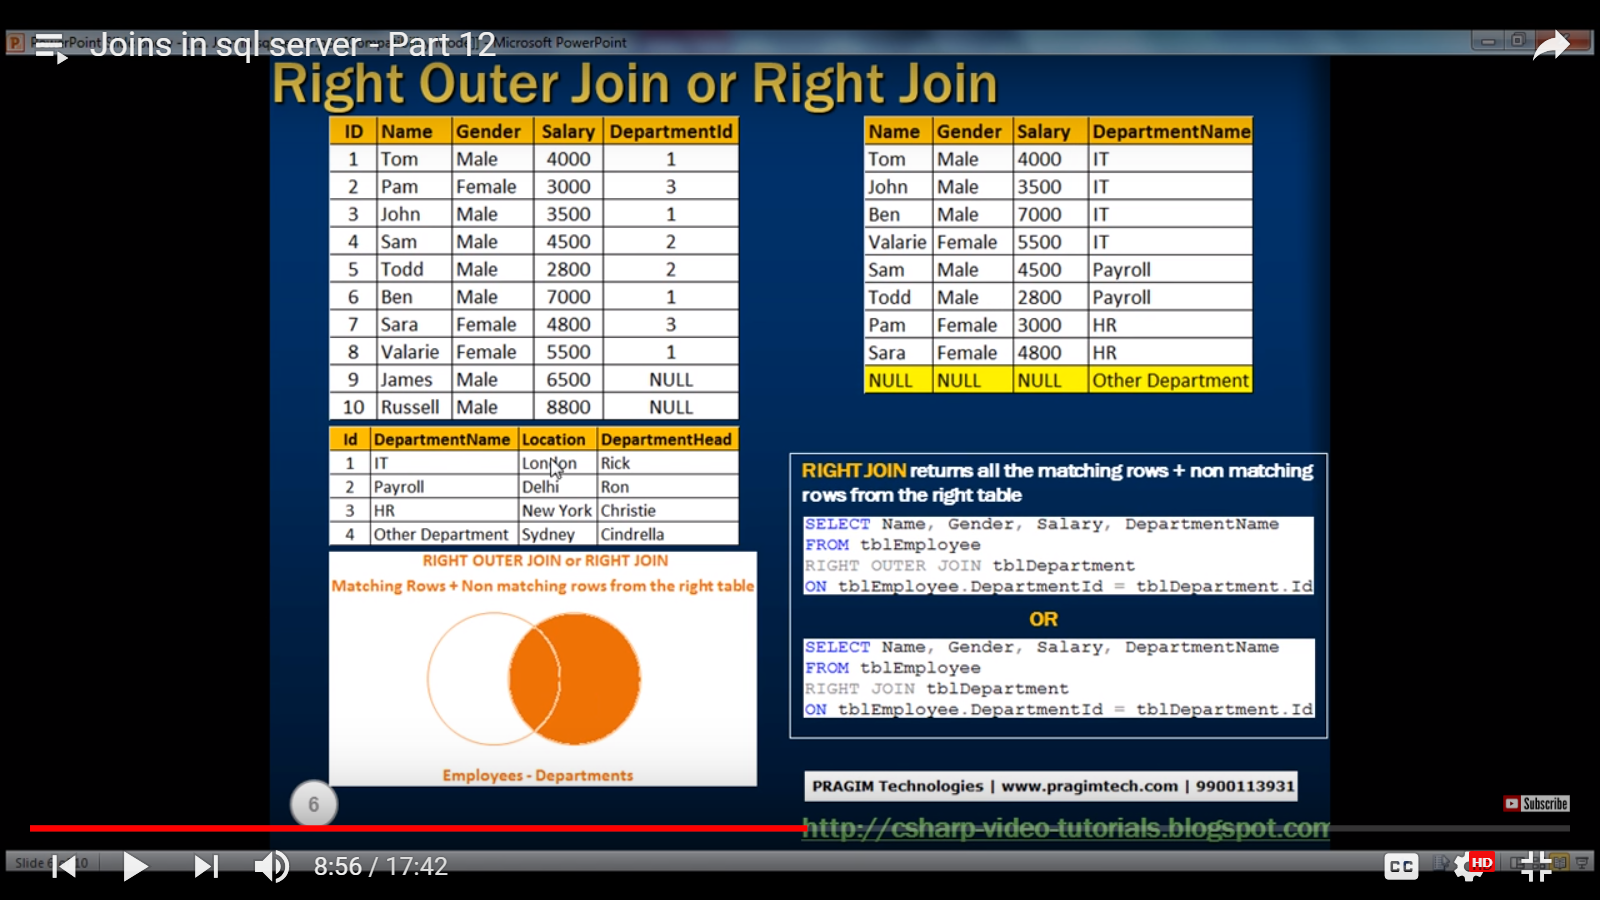 Joins in sql server - Part 12
Microsoft PowerPoint
Right Outer Join or Right Join
ID Name Gender Salary DepartmentId
1 Tom Male 4000 1
2 Pam Female 3000 3
3 John Male 3500 1
4 Sam Male 4500 2
5 Todd Male 2800 2
6 Ben Male 7000 1
7 Sara Female 4800 3
8 Valarie Female 5500 1
9 James Male 6500 NULL
10 Russell Male 8800 NULL
Id DepartmentName Location DepartmentHead
1 IT London Rick
2 Payroll Delhi Ron
3 HR New York Christie
4 Other Department Sydney Cindrella
RIGHT OUTER JOIN or RIGHT JOIN
Matching Rows + Non matching rows from the right table
Employees - Departments
6
Name Gender Salary DepartmentName
Tom Male 4000 IT
John Male 3500 IT
Ben Male 7000 IT
Valarie Female 5500 IT
Sam Male 4500 Payroll
Todd Male 2800 Payroll
Pam Female 3000 HR
Sara Female 4800 HR
NULL NULL NULL Other Department
RIGHT JOIN returns all the matching rows + non matching
rows from the right table
SELECT Name, Gender, Salary, DepartmentName
FROM tblEmployee
RIGHT OUTER JOIN tblDepartment
ON tblEmployee.DepartmentId = tblDepartment.Id
OR
SELECT Name, Gender, Salary, DepartmentName
FROM tblEmployee
RIGHT JOIN tblDepartment
ON tblEmployee.DepartmentId = tblDepartment.Id
PRAGIM Technologies | www.pragimtech.com | 9900113931
Subscribe
http://csharp-video-tutorials.blogspot.com
Slide 10
8:56 / 17:42
CC HD